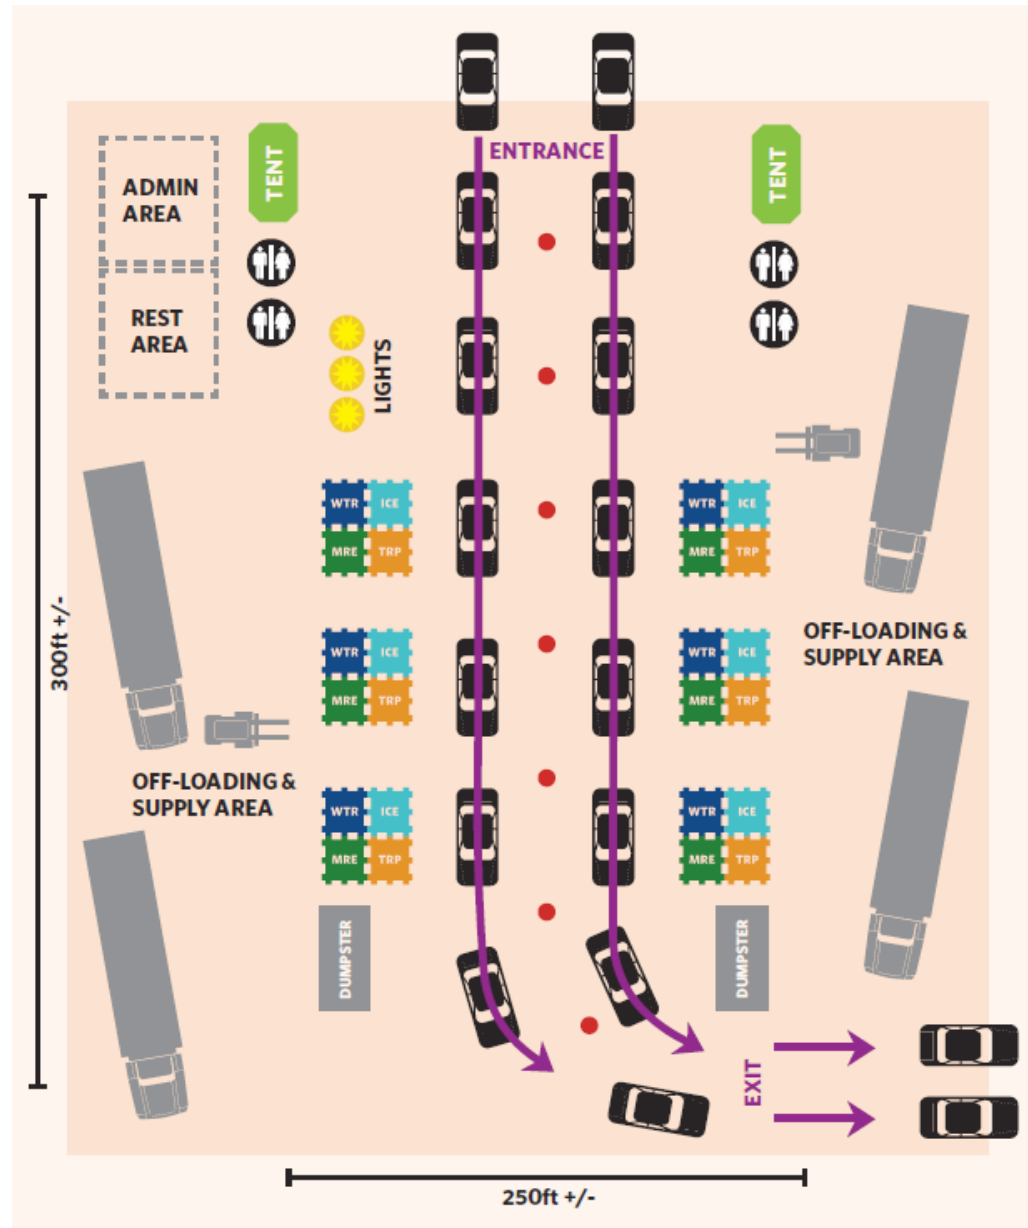 ENTRANCE
TENT
TENT
ADMIN
AREA
REST
AREA
LIGHTS
WTR ICE
MRE TRP
WTR ICE
MRE TRP
300ft +/-
OFF-LOADING &
SUPPLY AREA
WTR ICE
MRE TRP
WTR ICE
MRE TRP
OFF-LOADING &
SUPPLY AREA
WTR ICE
MRE TRP
WTR ICE
MRE TRP
DUMPSTER
DUMPSTER
EXIT
250ft +/-